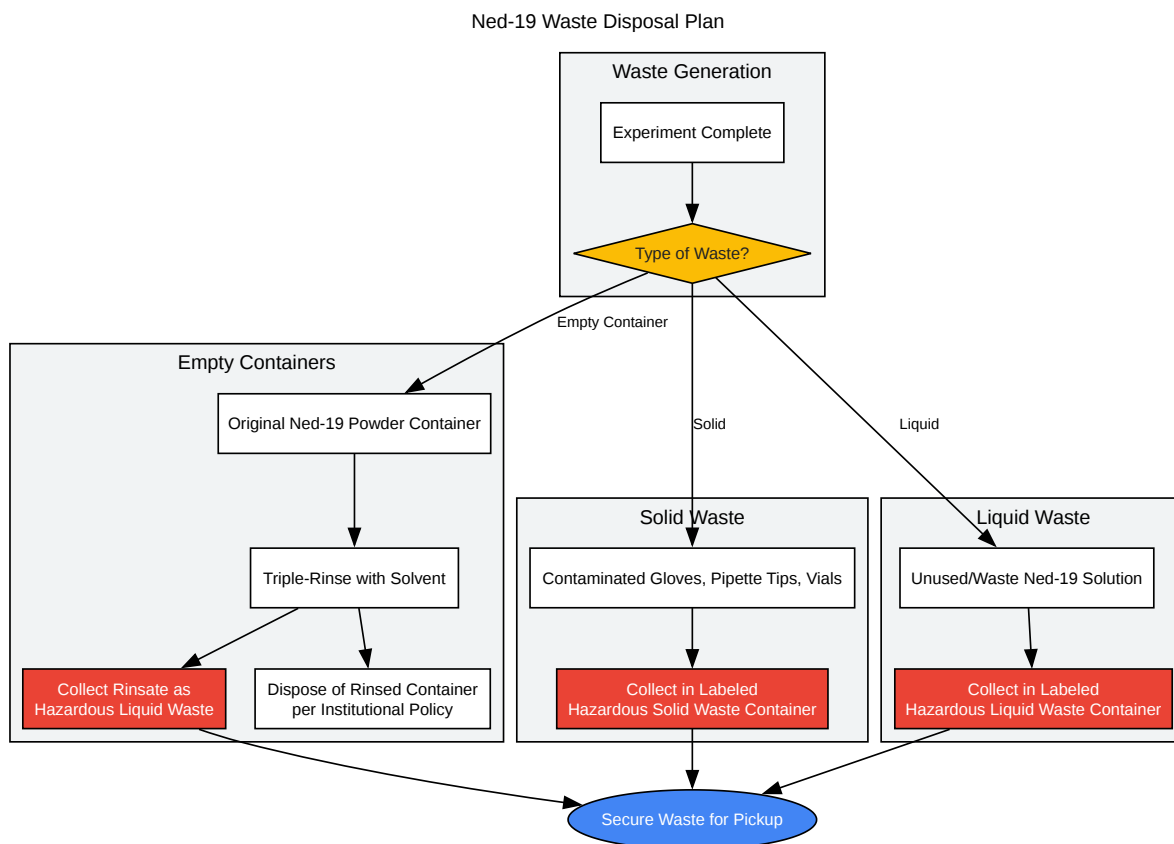 Ned-19 Waste Disposal Plan
Waste Generation
Experiment Complete
Type of Waste?
Empty Container
Solid
Liquid
Empty Containers
Original Ned-19 Powder Container
Triple-Rinse with Solvent
Collect Rinsate as
Hazardous Liquid Waste
Dispose of Rinsed Container
per Institutional Policy
Solid Waste
Contaminated Gloves, Pipette Tips, Vials
Collect in Labeled
Hazardous Solid Waste Container
Liquid Waste
Unused/Waste Ned-19 Solution
Collect in Labeled
Hazardous Liquid Waste Container
Secure Waste for Pickup